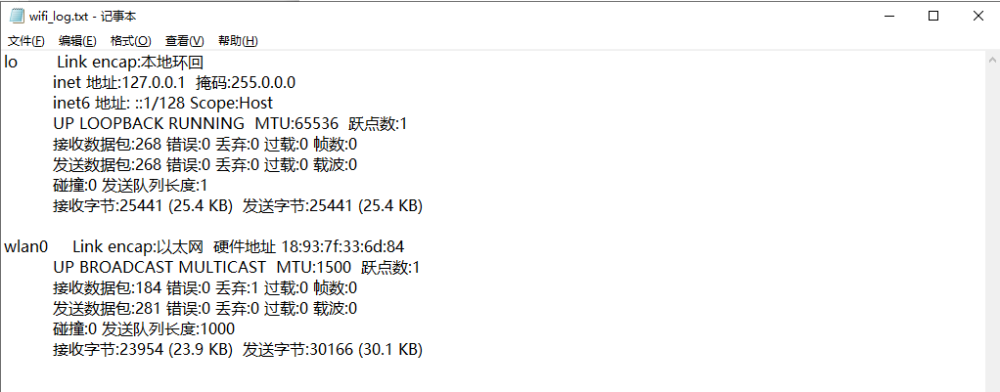 wifi_log.txt - 记事本
文件(F) 编辑(E) 格式(O) 查看(V) 帮助(H)
lo Link encap:本地环回
inet 地址:127.0.0.1 掩码:255.0.0.0
inet6 地址: ::1/128 Scope:Host
UP LOOPBACK RUNNING MTU:65536 跃点数:1
接收数据包:268 错误:0 丢弃:0 过载:0 帧数:0
发送数据包:268 错误:0 丢弃:0 过载:0 载波:0
碰撞:0 发送队列长度:1
接收字节:25441 (25.4 KB) 发送字节:25441 (25.4 KB)
wlan0 Link encap:以太网 硬件地址 18:93:7f:33:6d:84
UP BROADCAST MULTICAST MTU:1500 跃点数:1
接收数据包:184 错误:0 丢弃:1 过载:0 帧数:0
发送数据包:281 错误:0 丢弃:0 过载:0 载波:0
碰撞:0 发送队列长度:1000
接收字节:23954 (23.9 KB) 发送字节:30166 (30.1 KB)